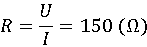 R = U/I = 150 (Ω)